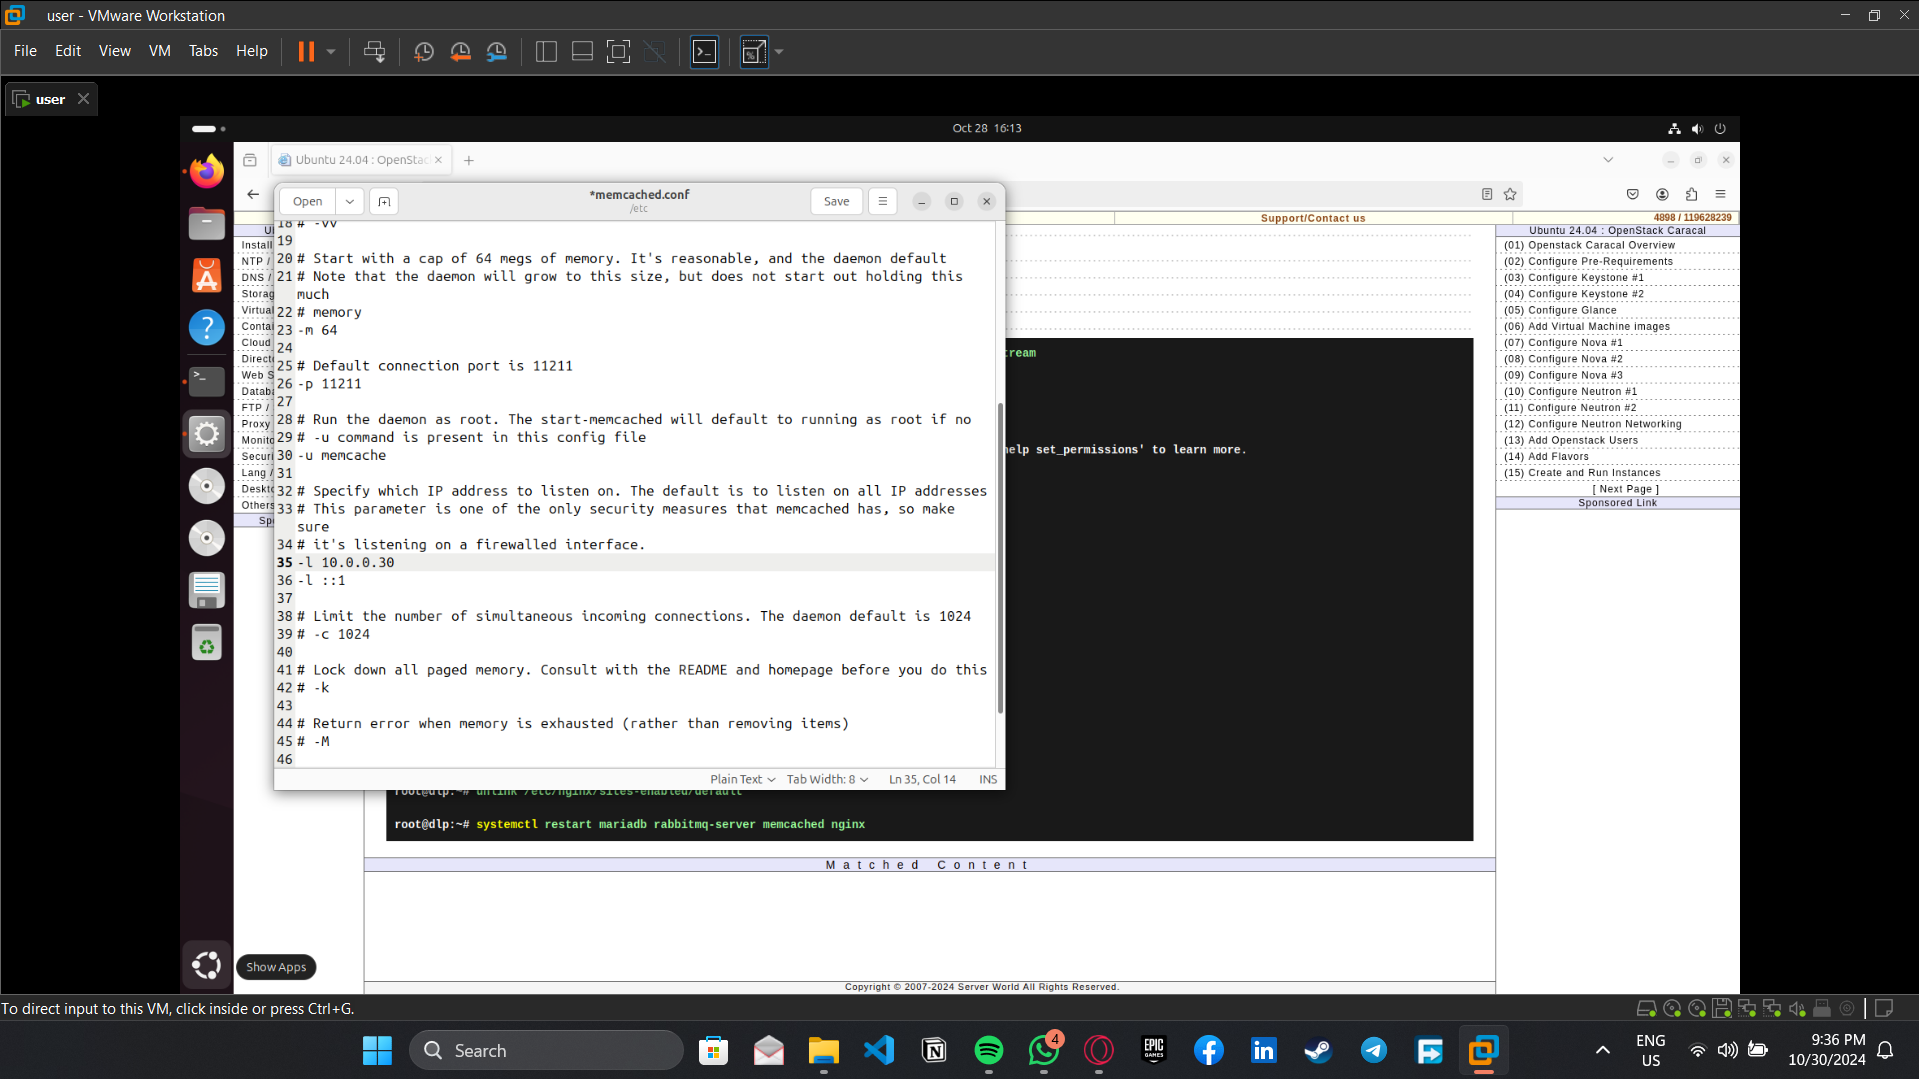 user - VMware Workstation
File Edit View VM Tabs Help
user
Oct 28 16:13
Ubuntu 24.04 : OpenStac
Open
*memcached.conf
/etc
Save
Support/Contact us
4898 / 119628239
18 # -vv
19
20 # Start with a cap of 64 megs of memory. It's reasonable, and the daemon default
21 # Note that the daemon will grow to this size, but does not start out holding this
much
22 # memory
23 -m 64
24
25 # Default connection port is 11211
26 -p 11211
27
28 # Run the daemon as root. The start-memcached will default to running as root if no
29 # -u command is present in this config file
30 -u memcache
31
32 # Specify which IP address to listen on. The default is to listen on all IP addresses
33 # This parameter is one of the only security measures that memcached has, so make
sure
34 # it's listening on a firewalled interface.
35 -l 10.0.0.30
36 -l ::1
37
38 # Limit the number of simultaneous incoming connections. The daemon default is 1024
39 # -c 1024
40
41 # Lock down all paged memory. Consult with the README and homepage before you do this
42 # -k
43
44 # Return error when memory is exhausted (rather than removing items)
45 # -M
46
Plain Text Tab Width: 8 Ln 35, Col 14 INS
U
Install
NTP /
DNS /
Storag
Virtual
Contai
Cloud
Directo
Web S
Databa
FTP /
Proxy
Monito
Securi
Lang /
Deskto
Others
Sp
ream
help set_permissions' to learn more.
root@dlp:~# unlink /etc/nginx/sites-enabled/default
root@dlp:~# systemctl restart mariadb rabbitmq-server memcached nginx
Matched Content
Copyright © 2007-2024 Server World All Rights Reserved.
Ubuntu 24.04 : OpenStack Caracal
(01) Openstack Caracal Overview
(02) Configure Pre-Requirements
(03) Configure Keystone #1
(04) Configure Keystone #2
(05) Configure Glance
(06) Add Virtual Machine images
(07) Configure Nova #1
(08) Configure Nova #2
(09) Configure Nova #3
(10) Configure Neutron #1
(11) Configure Neutron #2
(12) Configure Neutron Networking
(13) Add Openstack Users
(14) Add Flavors
(15) Create and Run Instances
[ Next Page ]
Sponsored Link
Show Apps
To direct input to this VM, click inside or press Ctrl+G.
Search
4
EPIC
GAMES
ENG
US
9:36 PM
10/30/2024